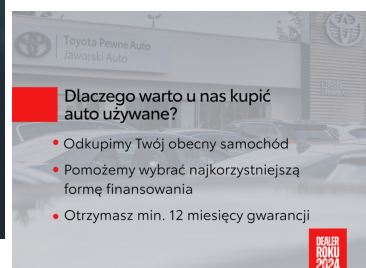 Toyota Pewne Auto
Jaworski Auto
Dlaczego warto u nas kupić
auto używane?
• Odkupimy Twój obecny samochód
• Pomożemy wybrać najkorzystniejszą
formę finansowania
• Otrzymasz min. 12 miesięcy gwarancji
DEALER
ROKU
2024